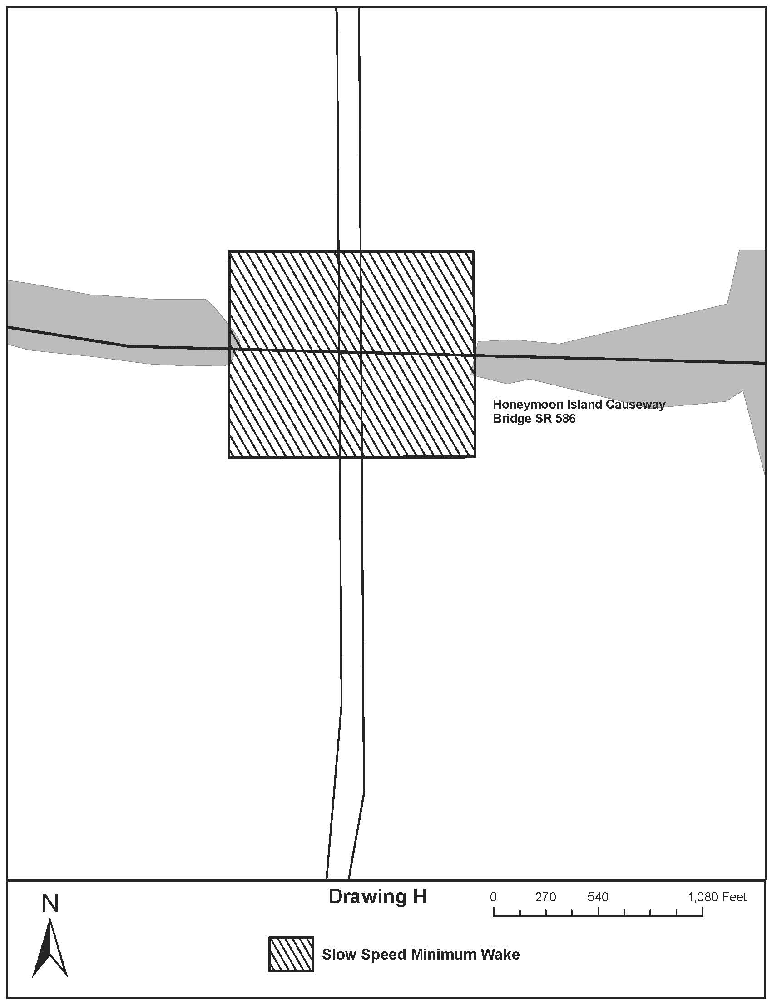 Honeymoon Island Causeway
Bridge SR 586
N
Drawing H
0 270 540 1,080 Feet
Slow Speed Minimum Wake